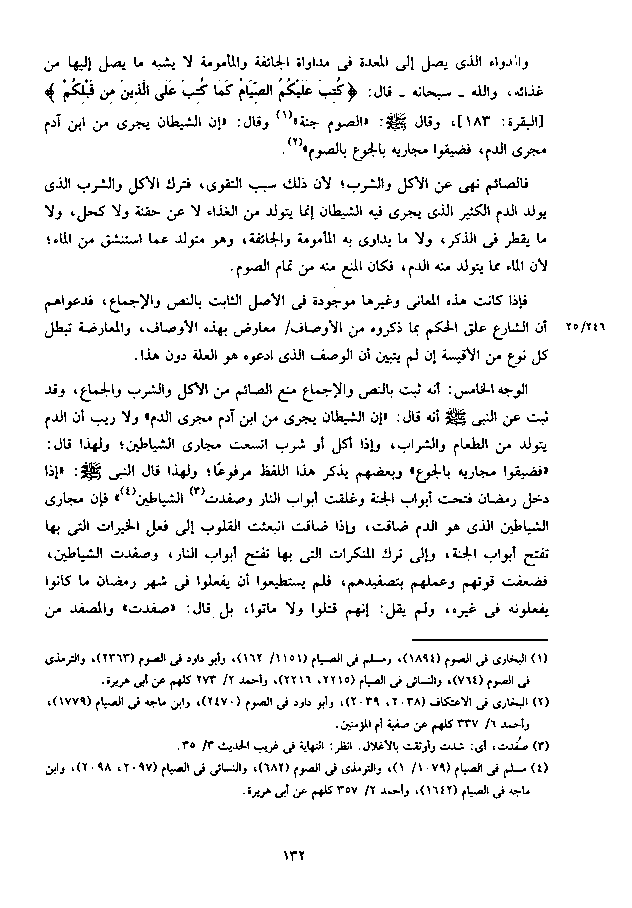 والدواء الذى يصل إلى المعدة فى مداواة الجائفة والمأمومة لا يشبه ما يصل إليها من
غذائه، والله ـ سبحانه ـ قال: ﴿ كُتِبَ عَلَيْكُمُ الصِّيَامُ كَمَا كُتِبَ عَلَى الَّذِينَ مِن قَبْلِكُمْ ﴾
[البقرة: ١٨٣]، وقال ﷺ: «الصوم جنة»(١) وقال: «إن الشيطان يجرى من ابن آدم
مجرى الدم، فضيقوا مجاريه بالجوع بالصوم»(٢).
فالصائم نهى عن الأكل والشرب؛ لأن ذلك سبب التقوى، فترك الأكل والشرب الذى
يولد الدم الكثير الذى يجرى فيه الشيطان إنما يتولد من الغذاء لا عن حقنة ولا كحل، ولا
ما يقطر فى الذكر، ولا ما يداوى به المأمومة والجائفة، وهو متولد عما استنشق من الماء؛
لأن الماء مما يتولد منه الدم، فكان المنع منه من تمام الصوم.
فإذا كانت هذه المعانى وغيرها موجودة فى الأصل الثابت بالنص والإجماع، فدعواهم
٢٥/٢٤٦ أن الشارع علق الحكم بما ذكروه من الأوصاف/ معارض بهذه الأوصاف، والمعارضة تبطل
كل نوع من الأقيسة إن لم يتبين أن الوصف الذى ادعوه هو العلة دون هذا.
الوجه الخامس: أنه ثبت بالنص والإجماع منع الصائم من الأكل والشرب والجماع، وقد
ثبت عن النبى ﷺ أنه قال: «إن الشيطان يجرى من ابن آدم مجرى الدم» ولا ريب أن الدم
يتولد من الطعام والشراب، وإذا أكل أو شرب اتسعت مجارى الشياطين؛ ولهذا قال:
«فضيقوا مجاريه بالجوع» وبعضهم يذكر هذا اللفظ مرفوعًا؛ ولهذا قال النبى ﷺ: «إذا
دخل رمضان فتحت أبواب الجنة وغلقت أبواب النار وصفدت(٣) الشياطين(٤)» فإن مجارى
الشياطين الذى هو الدم ضاقت، وإذا ضاقت انبعثت القلوب إلى فعل الخيرات التى بها
تفتح أبواب الجنة، وإلى ترك المنكرات التى بها تفتح أبواب النار، وصفدت الشياطين،
فضعفت قوتهم وعملهم بتصفيدهم، فلم يستطيعوا أن يفعلوا فى شهر رمضان ما كانوا
يفعلونه فى غيره، ولم يقل: إنهم قتلوا ولا ماتوا، بل قال: «صفدت» والمصفد من
(١) البخارى فى الصوم (١٨٩٤)، ومسلم فى الصيام (١١٥١/ ١٦٢)، وأبو داود فى الصوم (٢٣٦٣)، والترمذى
فى الصوم (٧٦٤)، والنسائى فى الصيام (٢٢١٥، ٢٢١٦)، وأحمد ٢/ ٢٧٣ كلهم عن أبى هريرة.
(٢) البخارى فى الاعتكاف (٢٠٣٨، ٢٠٣٩)، وأبو داود فى الصوم (٢٤٧٠)، وابن ماجه فى الصيام (١٧٧٩)،
وأحمد ٦/ ٣٣٧ كلهم عن صفية أم المؤمنين.
(٣) صُفّدت، أى: شدت وأوثقت بالأغلال. انظر: النهاية فى غريب الحديث ٣/ ٣٥.
(٤) مسلم فى الصيام (١٠٧٩/ ١)، والترمذى فى الصوم (٦٨٢)، والنسائى فى الصيام (٢٠٩٧، ٢٠٩٨)، وابن
ماجه فى الصيام (١٦٤٢)، وأحمد ٢/ ٣٥٧ كلهم عن أبى هريرة.
١٣٢